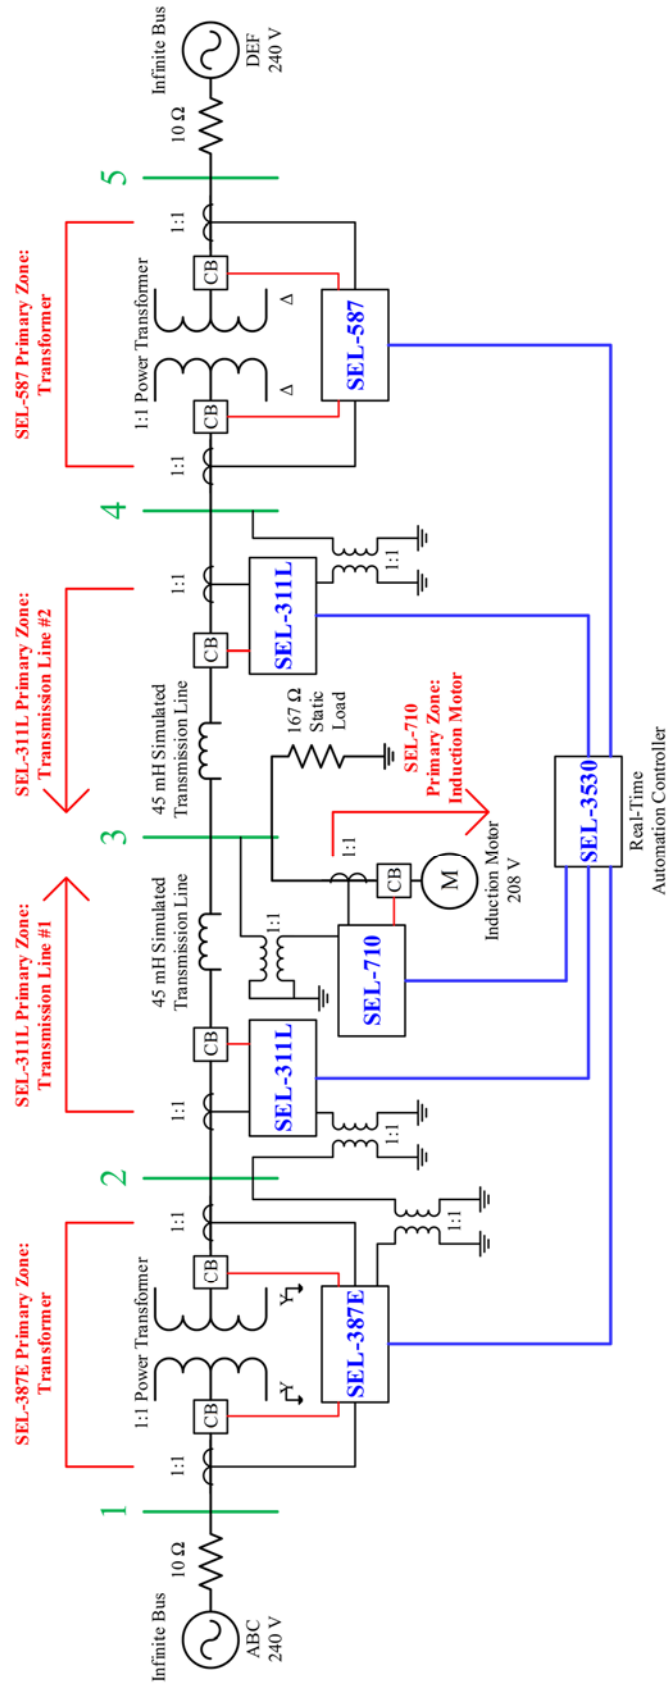 SEL-387E Primary Zone:
Transformer
SEL-311L Primary Zone:
Transmission Line #1
SEL-311L Primary Zone:
Transmission Line #2
SEL-587 Primary Zone:
Transformer
1
2
3
4
5
Infinite Bus
ABC
240 V
10 Ω
1:1
CB
1:1 Power Transformer
Y
Y
CB
1:1
SEL-387E
1:1
1:1
CB
SEL-311L
1:1
45 mH Simulated
Transmission Line
1:1
SEL-710
1:1
CB
M
Induction Motor
208 V
SEL-710
Primary Zone:
Induction Motor
167 Ω
Static
Load
45 mH Simulated
Transmission Line
CB
1:1
SEL-311L
1:1
1:1
CB
1:1 Power Transformer
Δ
Δ
CB
1:1
SEL-587
10 Ω
Infinite Bus
DEF
240 V
SEL-3530
Real-Time
Automation Controller